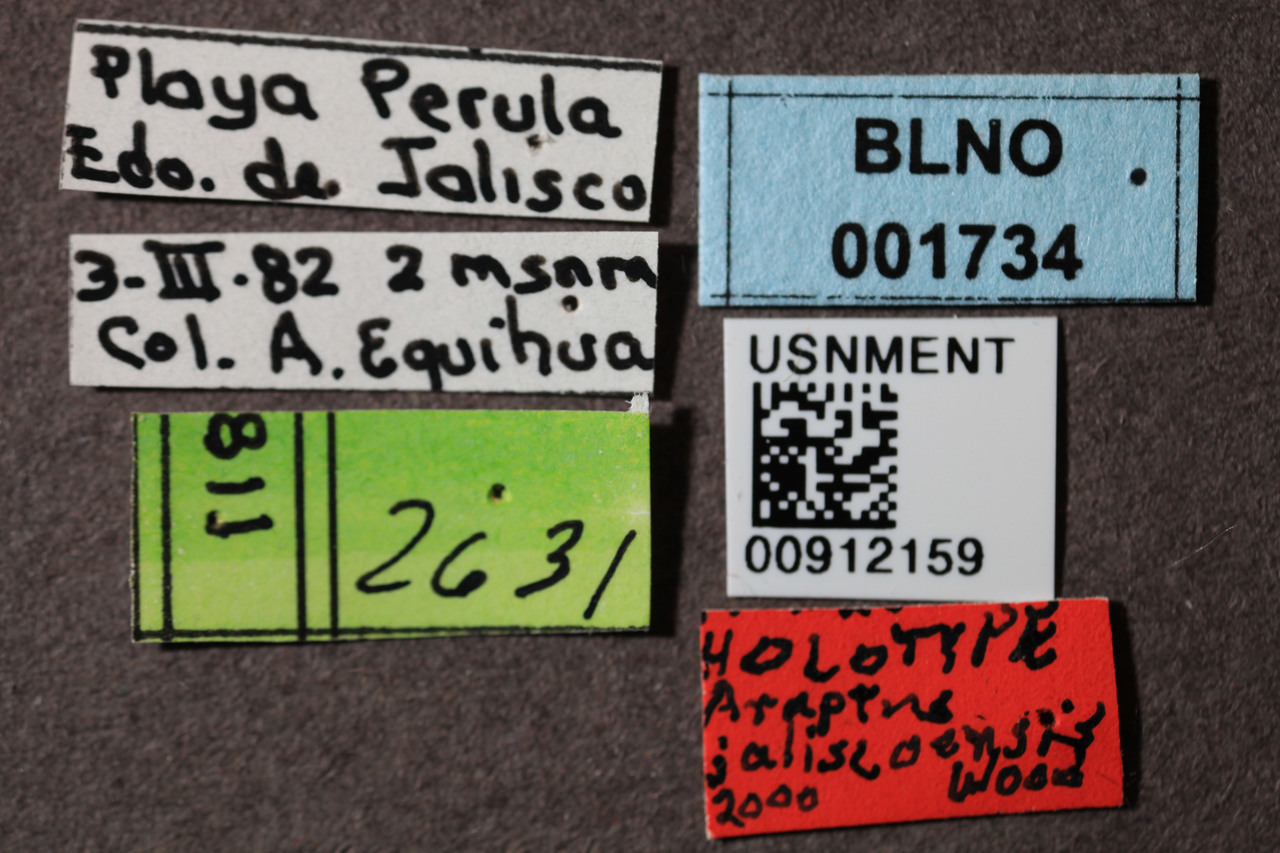 Playa Perula
Edo. de Jalisco
3-III-82 2 msnm
Col. A. Equihua
811
2631
BLNO
001734
USNMENT
00912159
HOLOTYPE
Araptus
jaliscoensis
2000 Wood